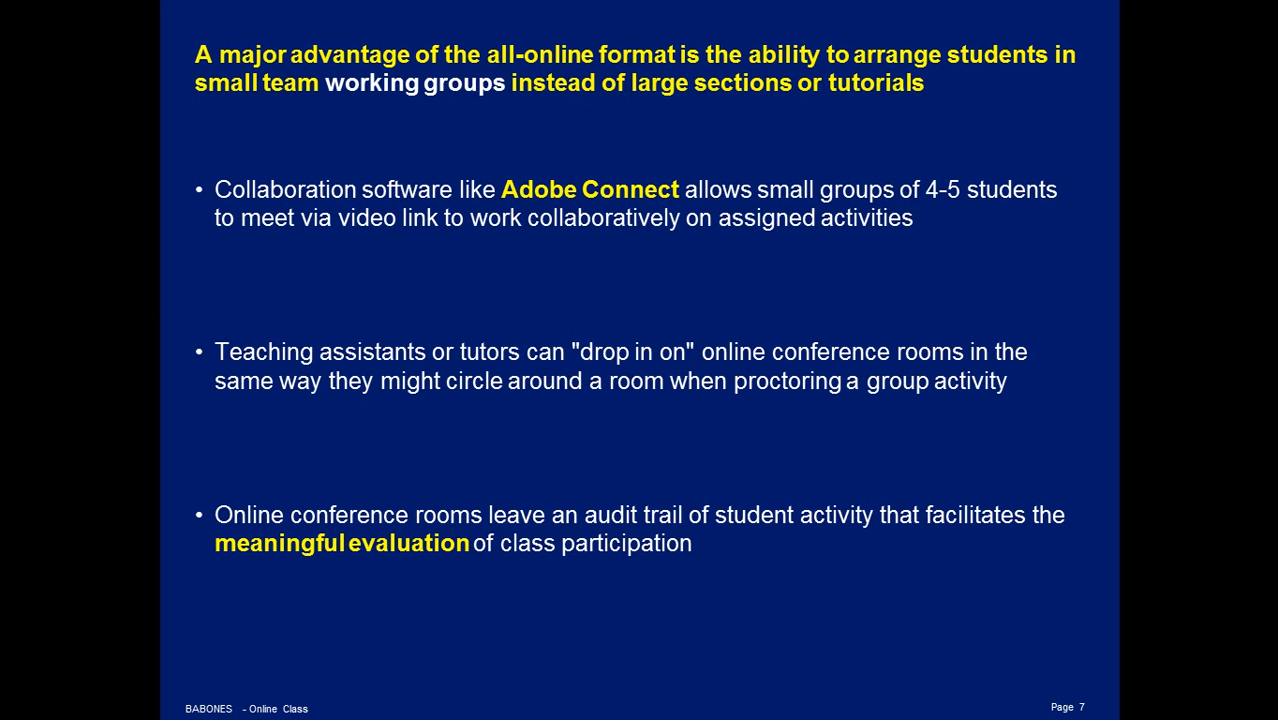 A major advantage of the all-online format is the ability to arrange students in
small team working groups instead of large sections or tutorials
• Collaboration software like Adobe Connect allows small groups of 4-5 students
to meet via video link to work collaboratively on assigned activities
• Teaching assistants or tutors can "drop in on" online conference rooms in the
same way they might circle around a room when proctoring a group activity
• Online conference rooms leave an audit trail of student activity that facilitates the
meaningful evaluation of class participation
BABONES - Online Class
Page 7